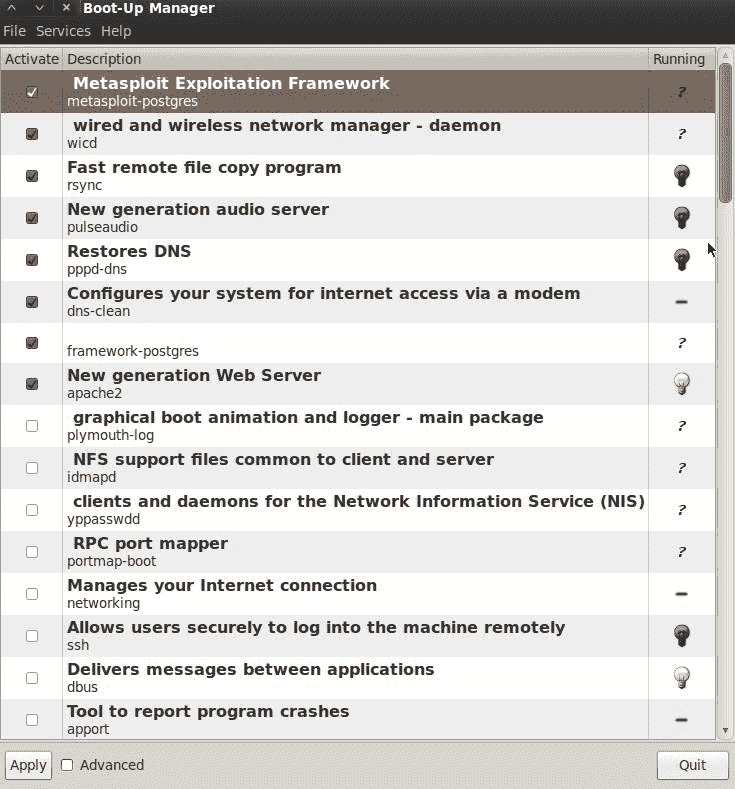 Boot-Up Manager
File Services Help
Activate Description Running
Metasploit Exploitation Framework ?
metasploit-postgres
wired and wireless network manager - daemon ?
wicd
Fast remote file copy program
rsync
New generation audio server
pulseaudio
Restores DNS
pppd-dns
Configures your system for internet access via a modem
dns-clean
framework-postgres ?
New generation Web Server
apache2
graphical boot animation and logger - main package ?
plymouth-log
NFS support files common to client and server ?
idmapd
clients and daemons for the Network Information Service (NIS) ?
yppasswdd
RPC port mapper ?
portmap-boot
Manages your Internet connection
networking
Allows users securely to log into the machine remotely
ssh
Delivers messages between applications
dbus
Tool to report program crashes
apport
Apply Advanced Quit